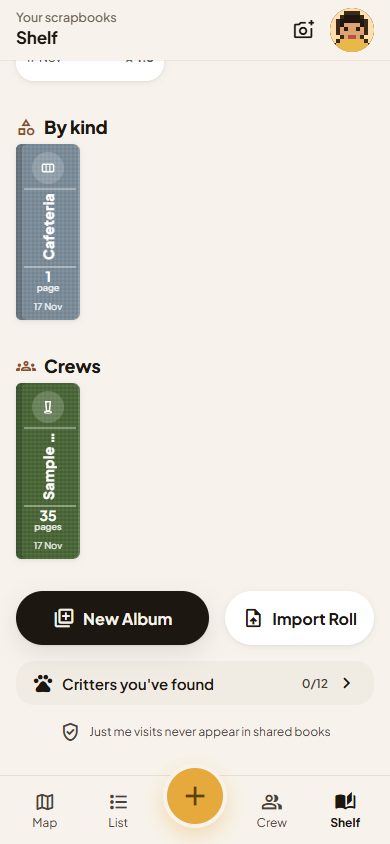 Your scrapbooks
Shelf
By kind
Cafeteria
1
page
17 Nov
Crews
Sample ...
35
pages
17 Nov
New Album
Import Roll
Critters you've found
0/12
Just me visits never appear in shared books
Map
List
Crew
Shelf